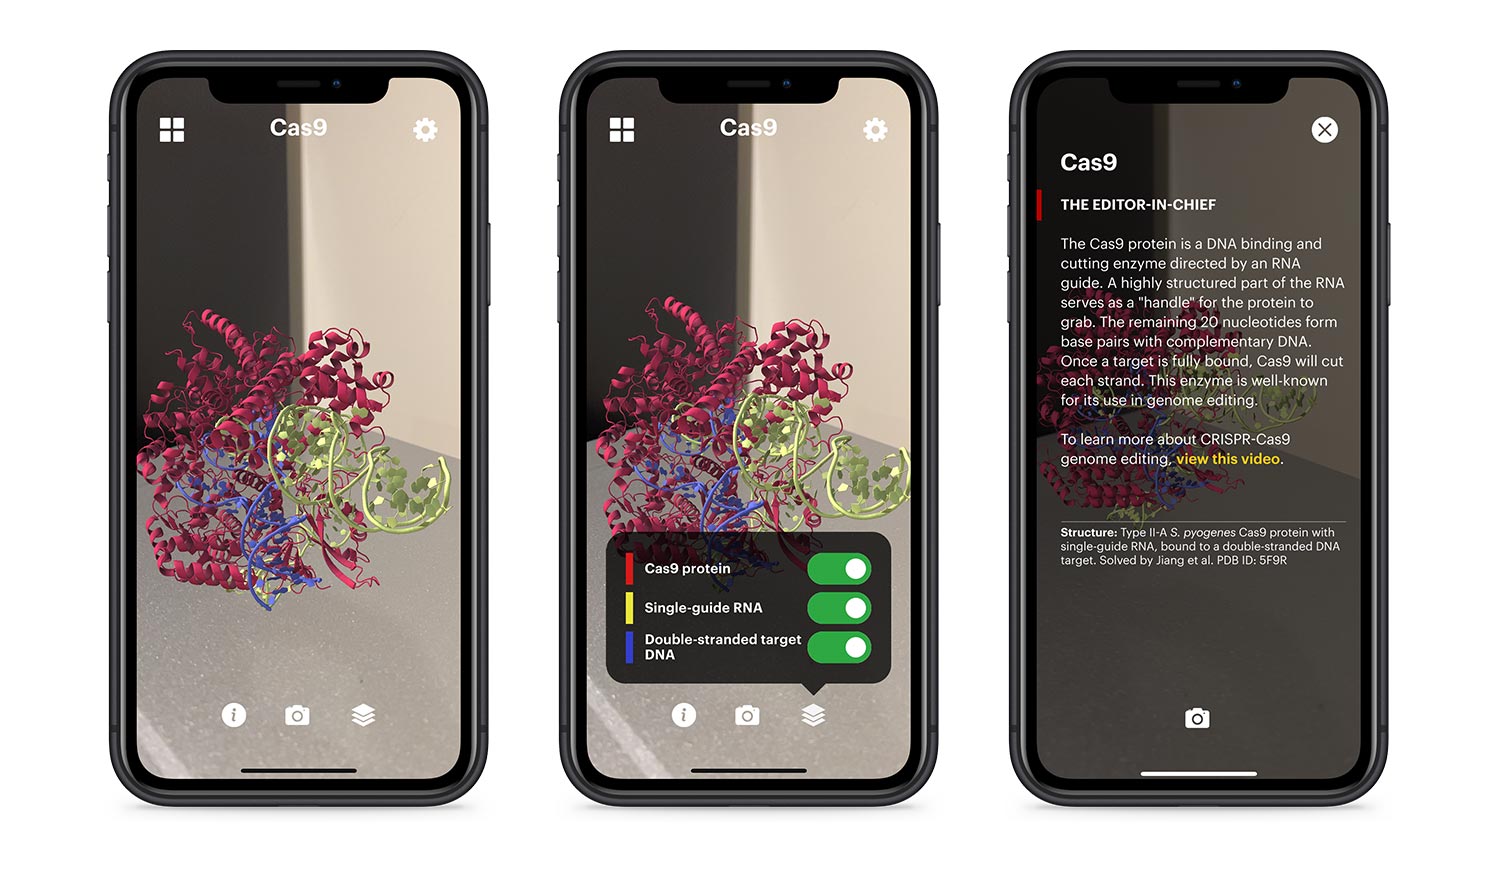 Cas9
Cas9
Cas9 protein
Single-guide RNA
Double-stranded target
DNA
Cas9
THE EDITOR-IN-CHIEF
The Cas9 protein is a DNA binding and
cutting enzyme directed by an RNA
guide. A highly structured part of the RNA
serves as a "handle" for the protein to
grab. The remaining 20 nucleotides form
base pairs with complementary DNA.
Once a target is fully bound, Cas9 will cut
each strand. This enzyme is well-known
for its use in genome editing.
To learn more about CRISPR-Cas9
genome editing, view this video.
Structure: Type II-A S. pyogenes Cas9 protein with
single-guide RNA, bound to a double-stranded DNA
target. Solved by Jiang et al. PDB ID: 5F9R